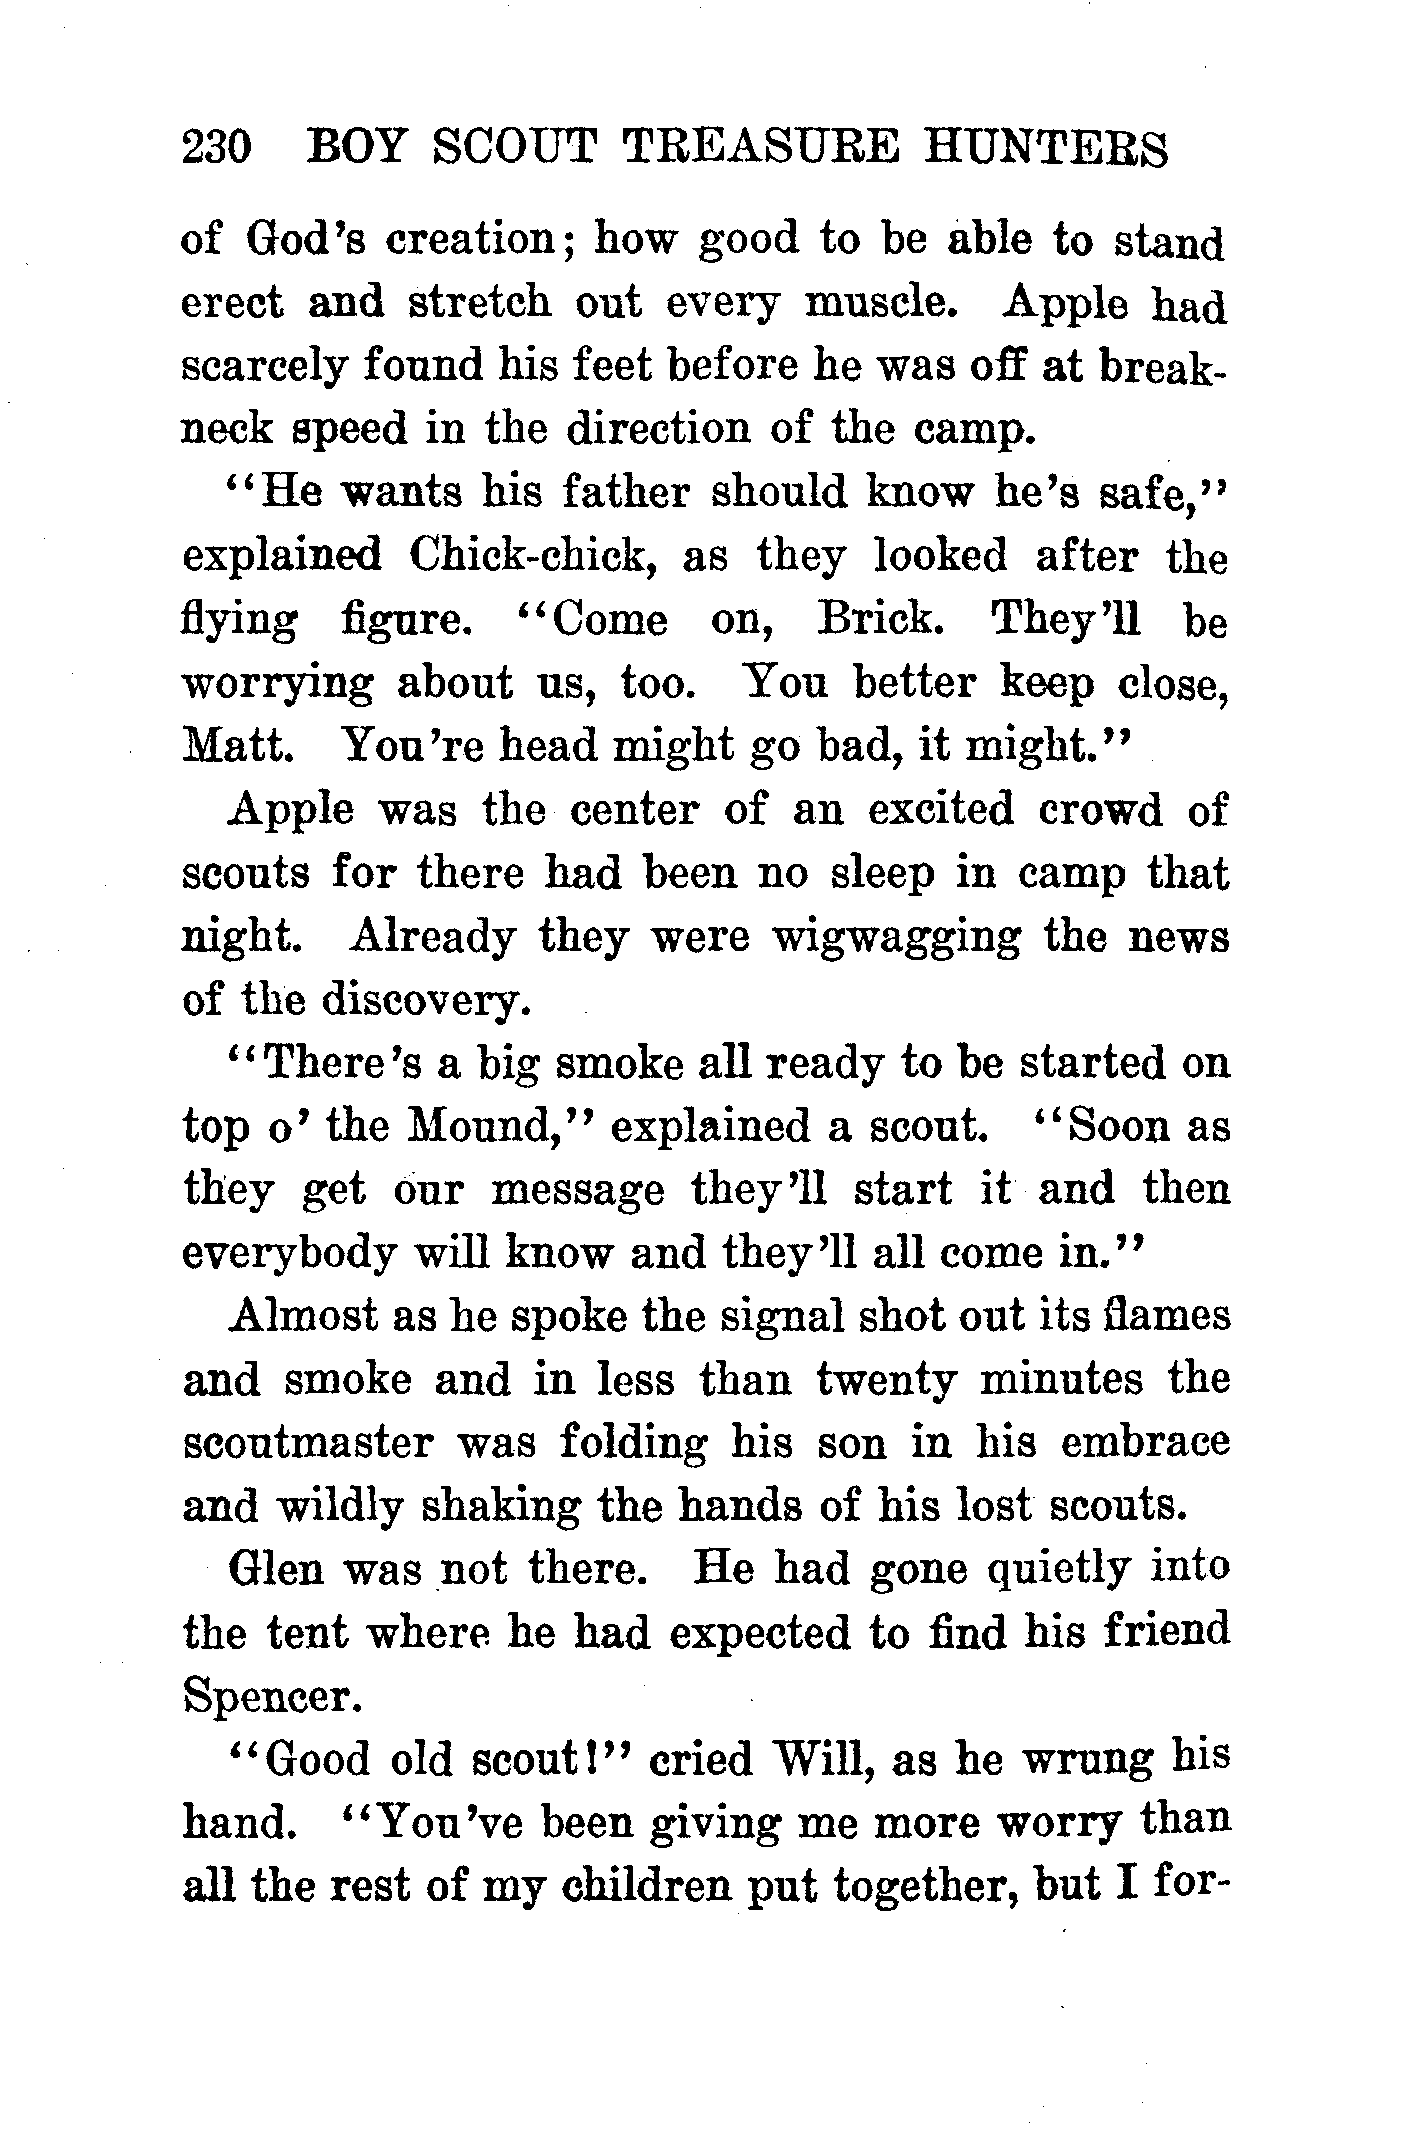 230 BOY SCOUT TREASURE HUNTERS
of God's creation; how good to be able to stand
erect and stretch out every muscle. Apple had
scarcely found his feet before he was off at break-
neck speed in the direction of the camp.
"He wants his father should know he's safe,"
explained Chick-chick, as they looked after the
flying figure. "Come on, Brick. They'll be
worrying about us, too. You better keep close,
Matt. You're head might go bad, it might."
Apple was the center of an excited crowd of
scouts for there had been no sleep in camp that
night. Already they were wigwagging the news
of the discovery.
"There's a big smoke all ready to be started on
top o' the Mound," explained a scout. "Soon as
they get our message they'll start it and then
everybody will know and they'll all come in."
Almost as he spoke the signal shot out its flames
and smoke and in less than twenty minutes the
scoutmaster was folding his son in his embrace
and wildly shaking the hands of his lost scouts.
Glen was not there. He had gone quietly into
the tent where he had expected to find his friend
Spencer.
"Good old scout!" cried Will, as he wrung his
hand. "You've been giving me more worry than
all the rest of my children put together, but I for-